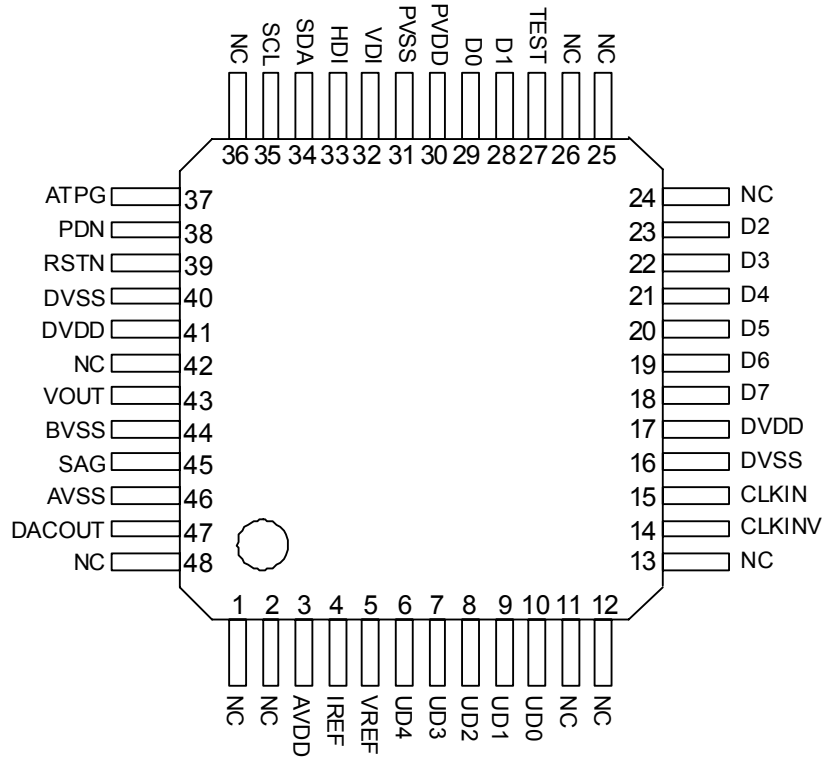 NC SCL SDA HDI VDI PVSS PVDD D0 D1 TEST NC NC
36 35 34 33 32 31 30 29 28 27 26 25
ATPG 37 24 NC
PDN 38 23 D2
RSTN 39 22 D3
DVSS 40 21 D4
DVDD 41 20 D5
NC 42 19 D6
VOUT 43 18 D7
BVSS 44 17 DVDD
SAG 45 16 DVSS
AVSS 46 15 CLKIN
DACOUT 47 14 CLKINV
NC 48 13 NC
1 2 3 4 5 6 7 8 9 10 11 12
NC NC AVDD IREF VREF UD4 UD3 UD2 UD1 UD0 NC NC